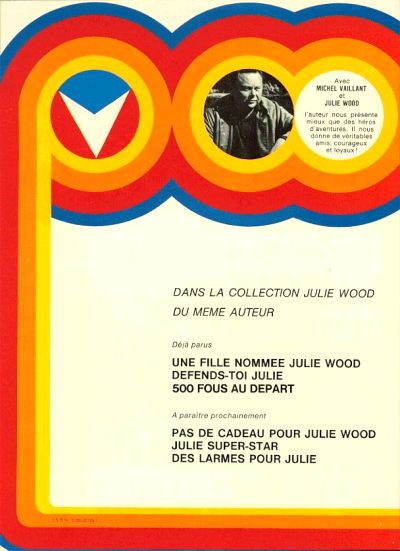 Avec
MICHEL VAILLANT
et
JULIE WOOD
l'auteur nous présente
mieux que des héros
d'aventures. Il nous
donne de véritables
amis, courageux
et loyaux!
DANS LA COLLECTION JULIE WOOD
DU MEME AUTEUR
Déjà parus
UNE FILLE NOMMEE JULIE WOOD
DEFENDS-TOI JULIE
500 FOUS AU DEPART
A paraître prochainement
PAS DE CADEAU POUR JULIE WOOD
JULIE SUPER-STAR
DES LARMES POUR JULIE